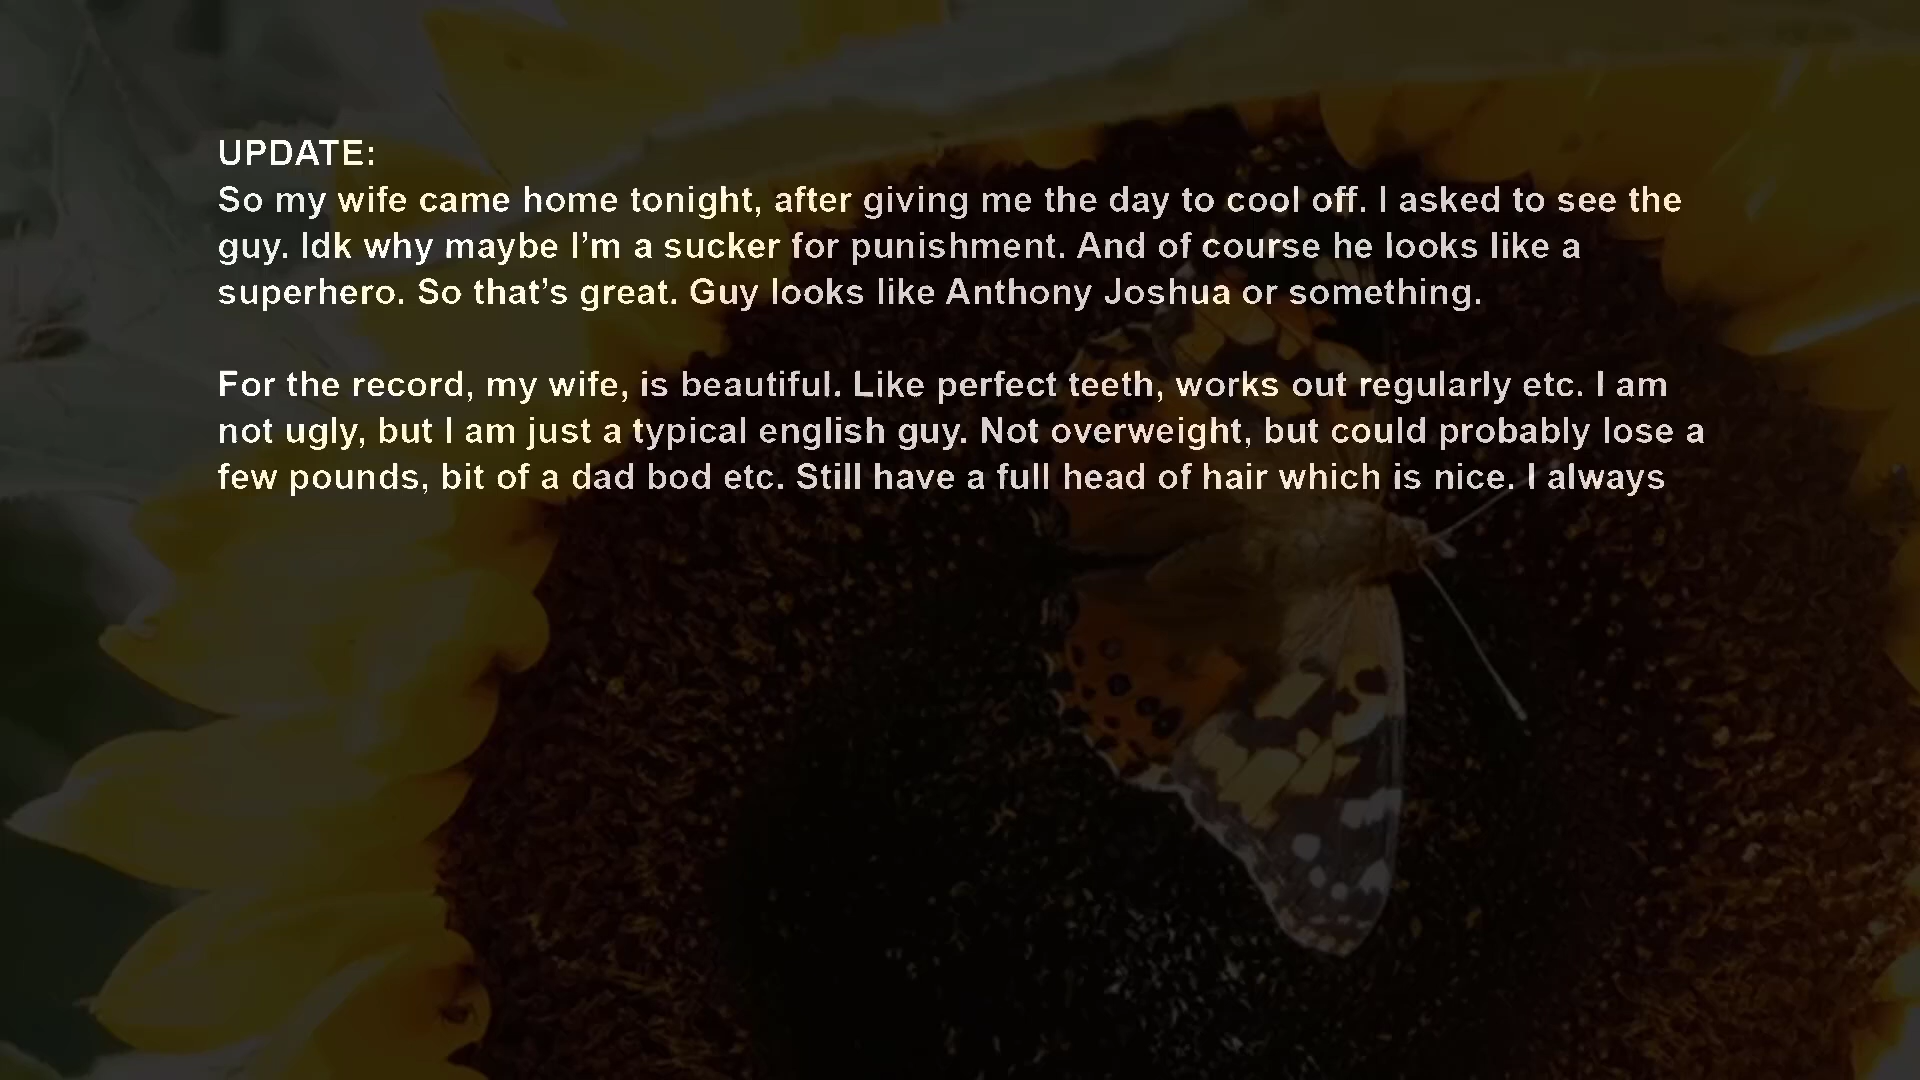 UPDATE:
So my wife came home tonight, after giving me the day to cool off. I asked to see the
guy. Idk why maybe I’m a sucker for punishment. And of course he looks like a
superhero. So that’s great. Guy looks like Anthony Joshua or something.
For the record, my wife, is beautiful. Like perfect teeth, works out regularly etc. I am
not ugly, but I am just a typical english guy. Not overweight, but could probably lose a
few pounds, bit of a dad bod etc. Still have a full head of hair which is nice. I always